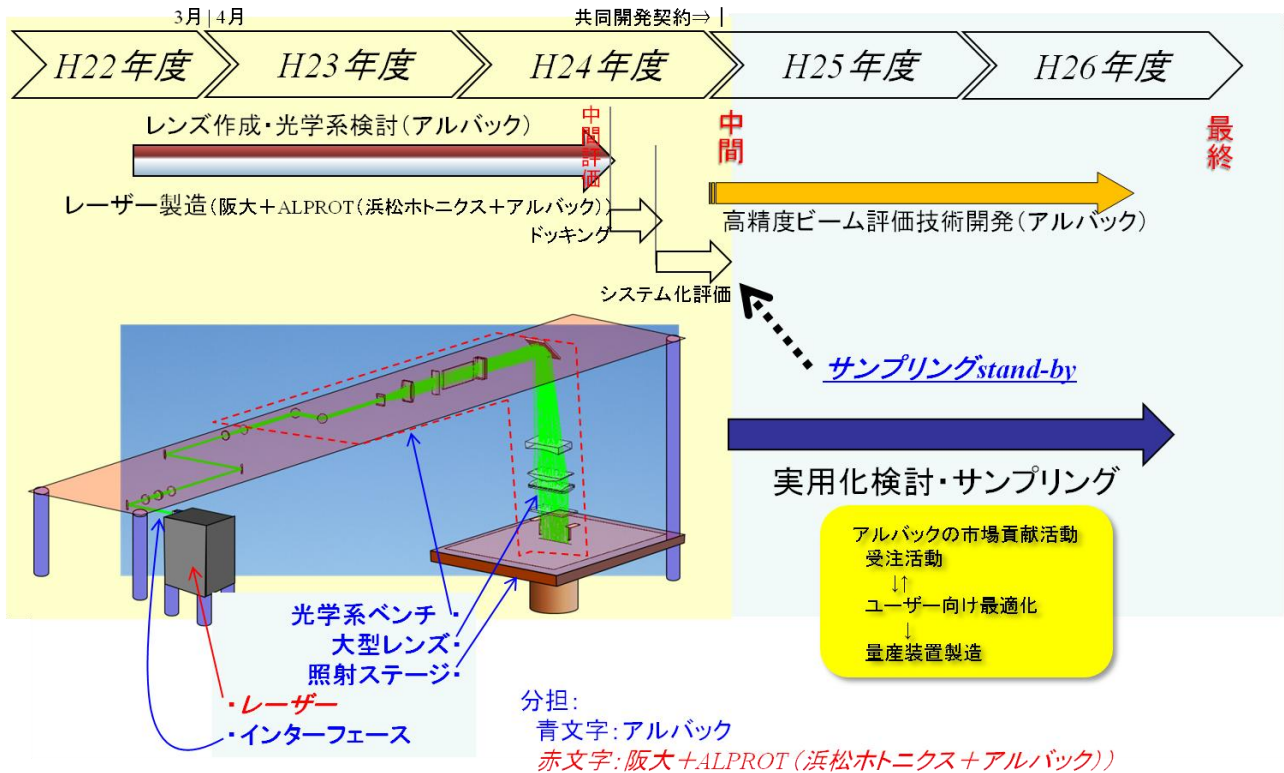 3月|4月
共同開発契約⇒|
H22年度
H23年度
H24年度
H25年度
H26年度
レンズ作成・光学系検討(アルバック)
中間評価
中間
最終
レーザー製造(阪大＋ALPROT(浜松ホトニクス＋アルバック))
ドッキング
高精度ビーム評価技術開発(アルバック)
システム化評価
サンプリングstand-by
実用化検討・サンプリング
アルバックの市場貢献活動
受注活動
↓↑
ユーザー向け最適化
↓
量産装置製造
光学系ベンチ・
大型レンズ・
照射ステージ・
・レーザー
・インターフェース
分担:
青文字:アルバック
赤文字:阪大＋ALPROT(浜松ホトニクス＋アルバック))